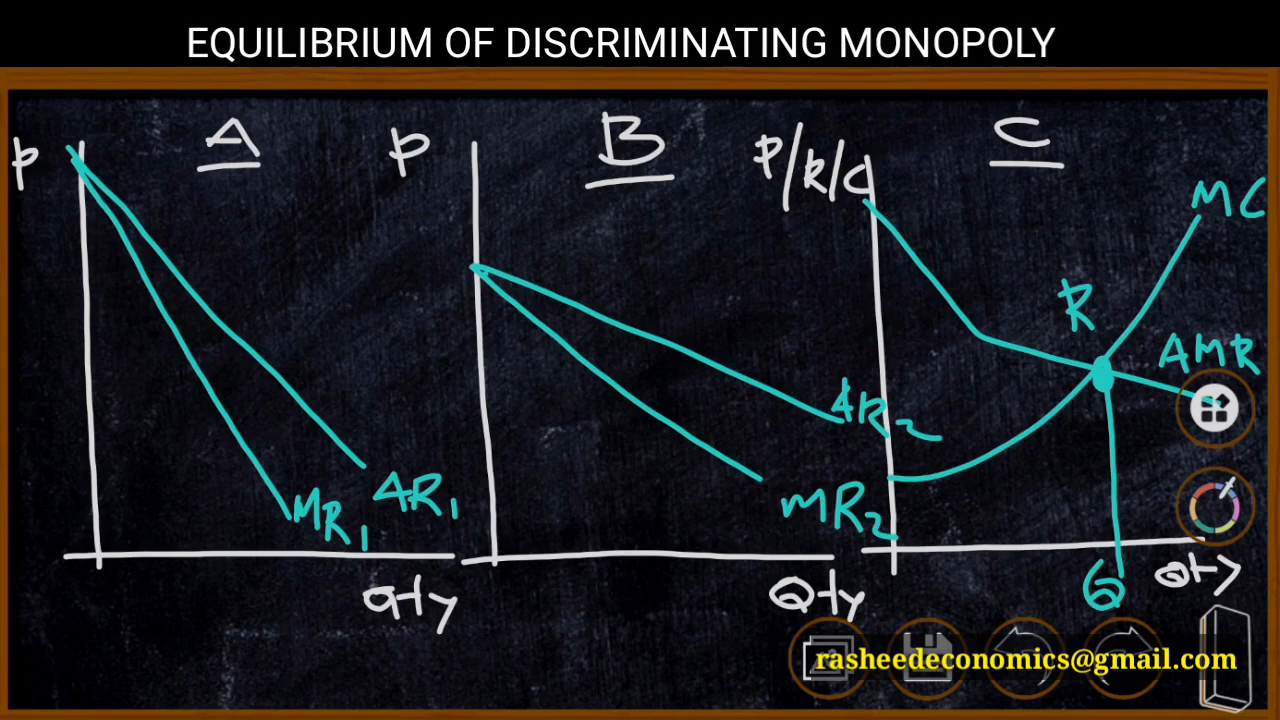 EQUILIBRIUM OF DISCRIMINATING MONOPOLY
A
B
C
P
P
P/R/C
MC
R
AMR
AR2
AR1
MR1
MR2
Qty
Qty
Q
Qty
rasheedeconomics@gmail.com